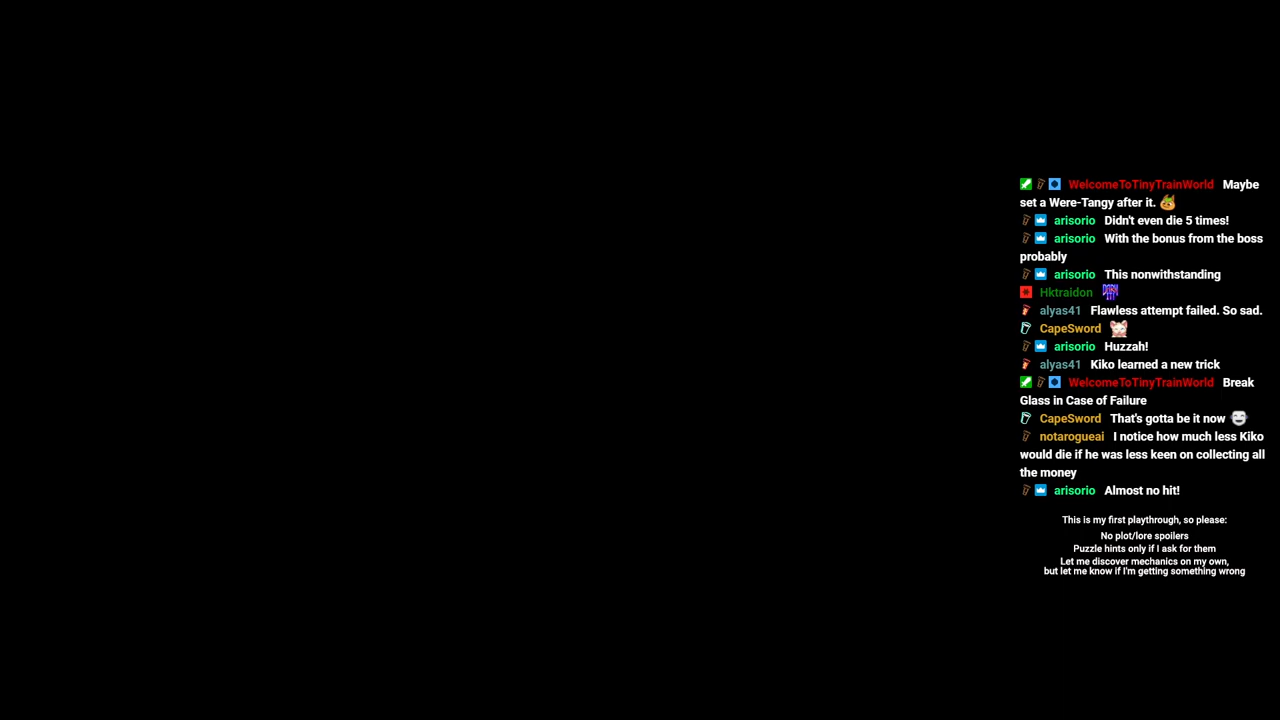 WelcomeToTinyTrainWorld Maybe
set a Were-Tangy after it.
arisorio Didn't even die 5 times!
arisorio With the bonus from the boss
probably
arisorio This nonwithstanding
Hktraidon
alyas41 Flawless attempt failed. So sad.
CapeSword
arisorio Huzzah!
alyas41 Kiko learned a new trick
WelcomeToTinyTrainWorld Break
Glass in Case of Failure
CapeSword That's gotta be it now
notarogueai I notice how much less Kiko
would die if he was less keen on collecting all
the money
arisorio Almost no hit!
This is my first playthrough, so please:
No plot/lore spoilers
Puzzle hints only if I ask for them
Let me discover mechanics on my own,
but let me know if I'm getting something wrong